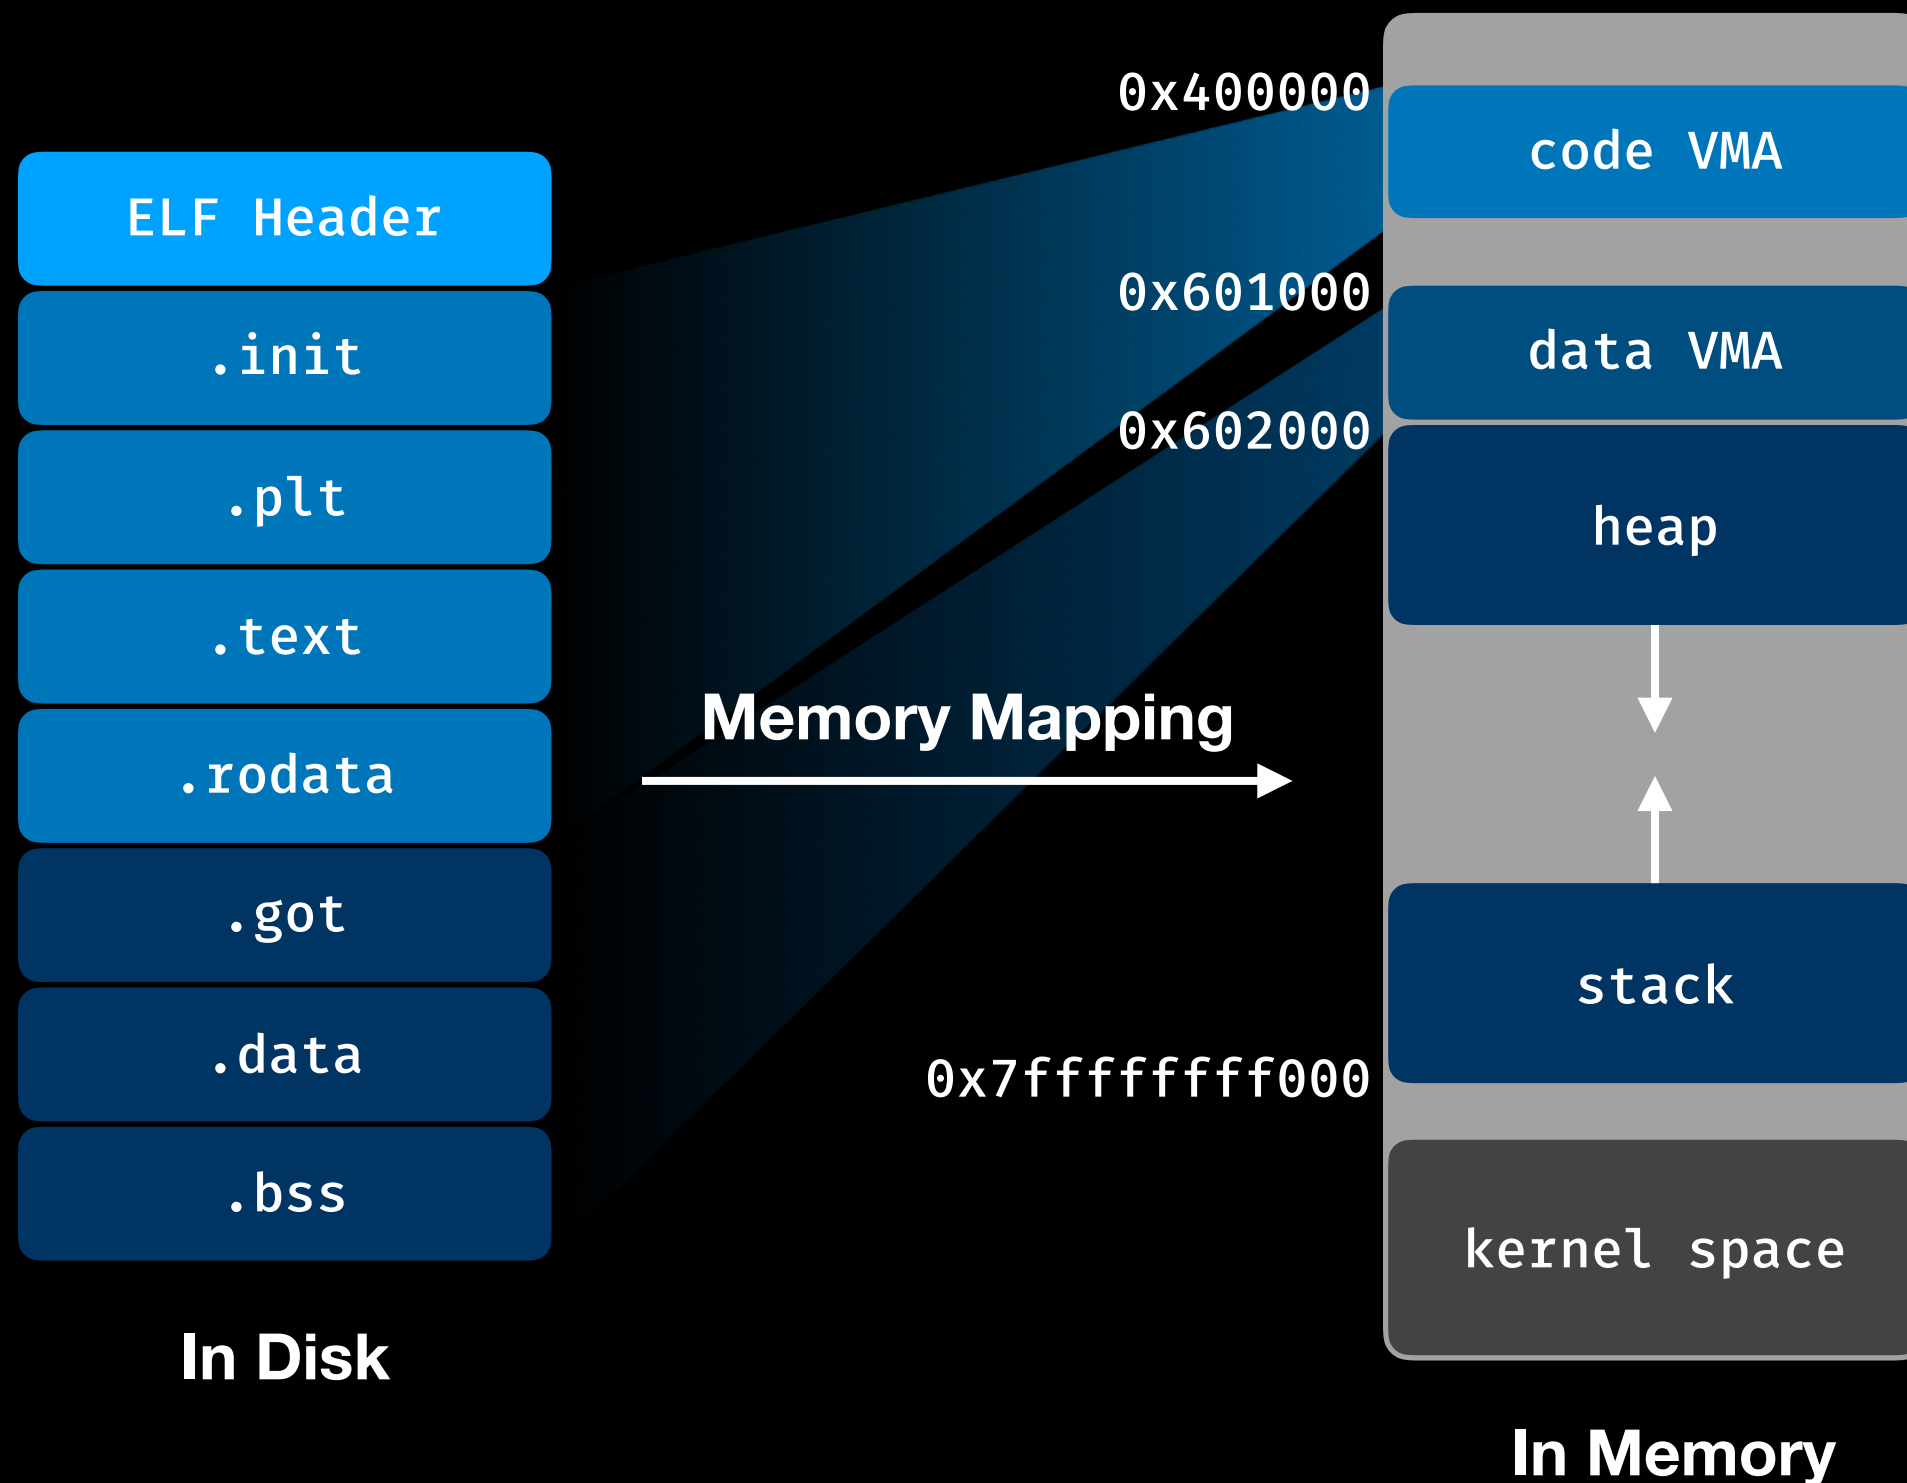 ELF Header
.init
.plt
.text
.rodata
.got
.data
.bss
In Disk
Memory Mapping
0x400000
0x601000
0x602000
0x7ffffffff000
code VMA
data VMA
heap
stack
kernel space
In Memory